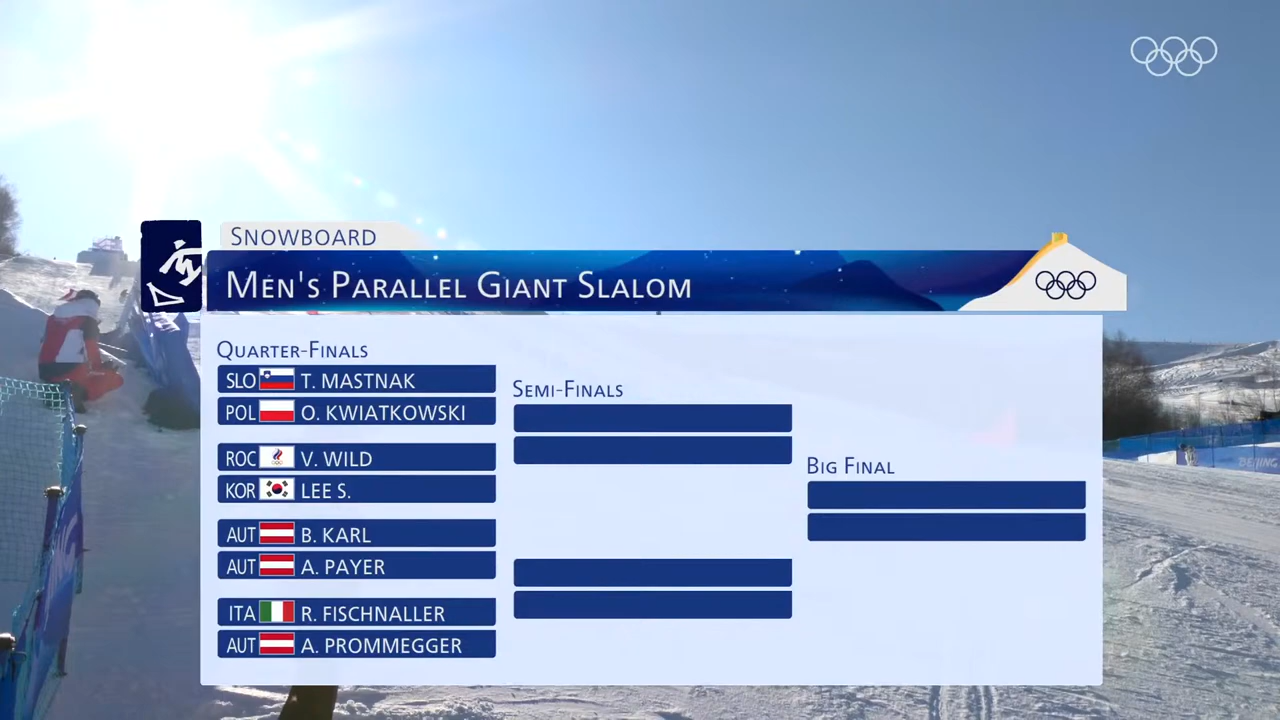 SNOWBOARD
MEN'S PARALLEL GIANT SLALOM
QUARTER-FINALS
SLO T. MASTNAK
POL O. KWIATKOWSKI
ROC V. WILD
KOR LEE S.
AUT B. KARL
AUT A. PAYER
ITA R. FISCHNALLER
AUT A. PROMMEGGER
SEMI-FINALS
BIG FINAL
BEIJING